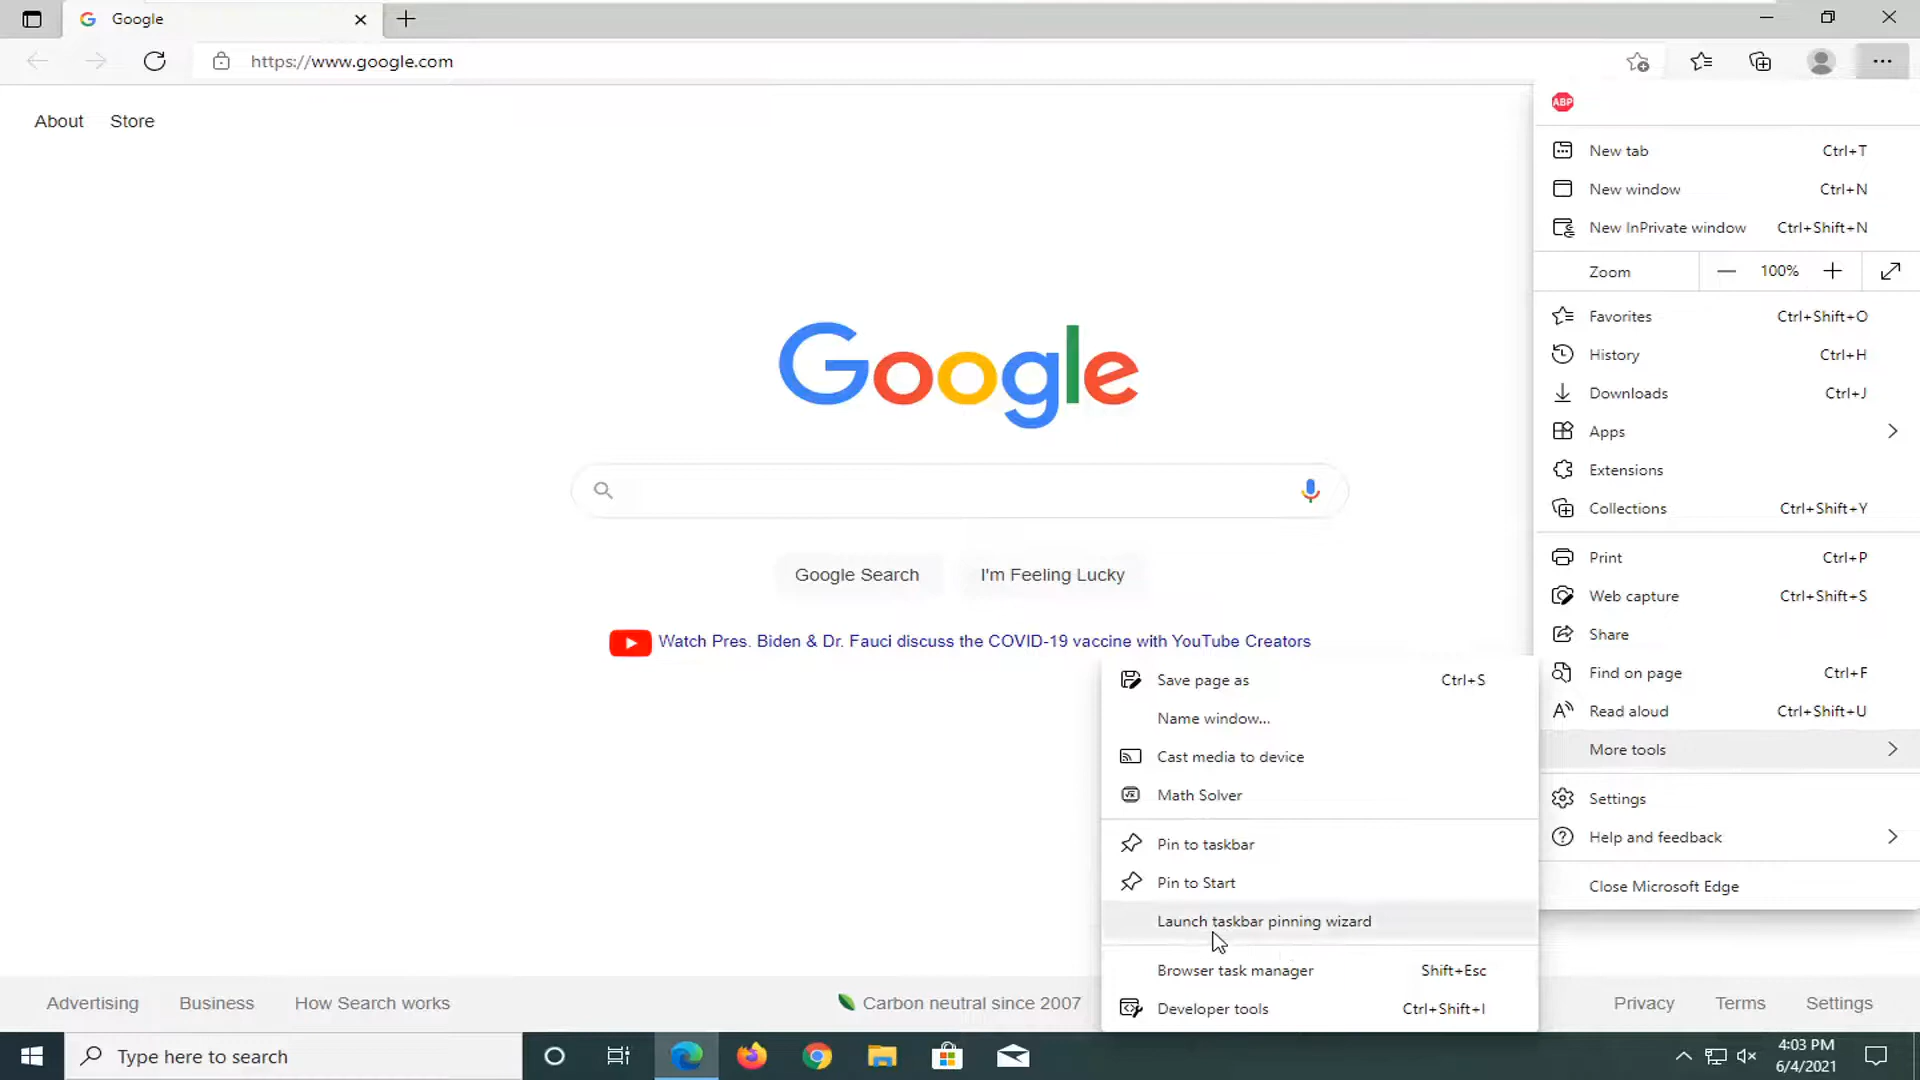 Google
https://www.google.com
About Store
ABP
New tab Ctrl+T
New window Ctrl+N
New InPrivate window Ctrl+Shift+N
Zoom 100%
Favorites Ctrl+Shift+O
History Ctrl+H
Downloads Ctrl+J
Apps
Extensions
Collections Ctrl+Shift+Y
Print Ctrl+P
Web capture Ctrl+Shift+S
Share
Find on page Ctrl+F
Read aloud Ctrl+Shift+U
More tools
Settings
Help and feedback
Close Microsoft Edge
Google
Google Search I'm Feeling Lucky
Watch Pres. Biden & Dr. Fauci discuss the COVID-19 vaccine with YouTube Creators
Save page as Ctrl+S
Name window...
Cast media to device
Math Solver
Pin to taskbar
Pin to Start
Launch taskbar pinning wizard
Browser task manager Shift+Esc
Developer tools Ctrl+Shift+I
Advertising Business How Search works Carbon neutral since 2007 Privacy Terms Settings
Type here to search
4:03 PM
6/4/2021